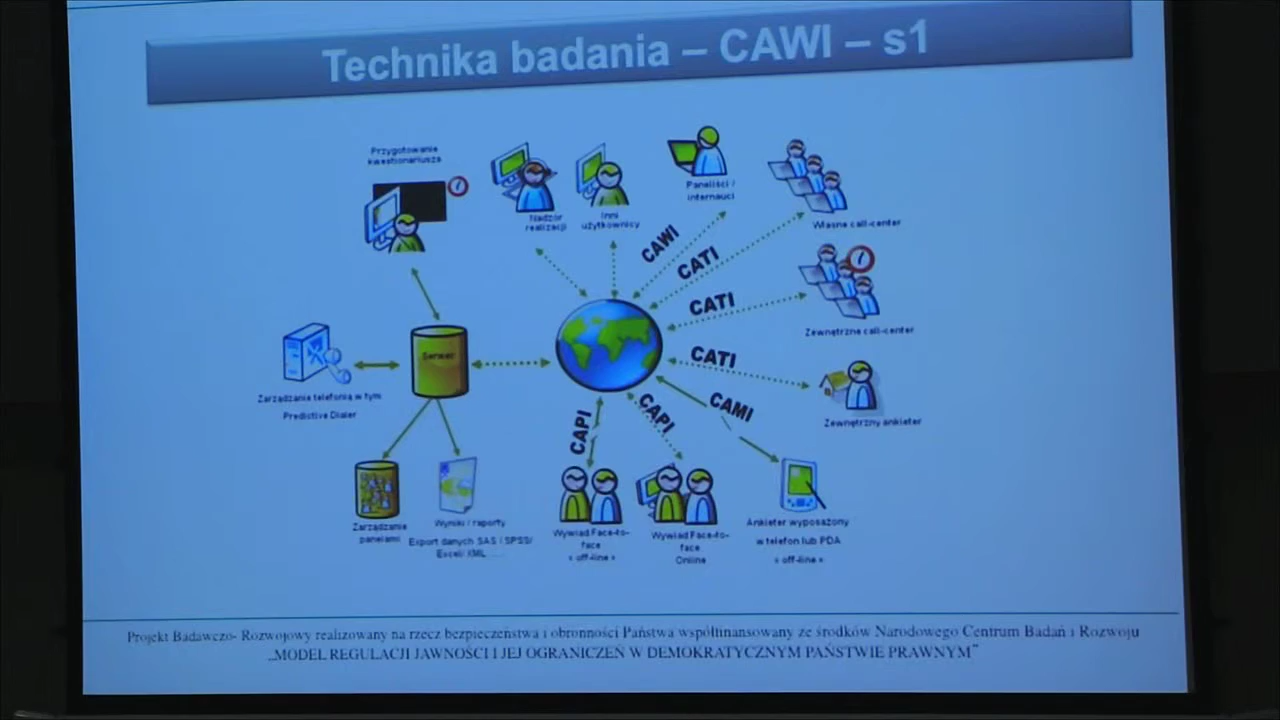 Technika badania – CAWI – s1
Przygotowanie
kwestionariusza
Nadzór
realizacji
Inni
użytkownicy
Paneliści /
internauci
Własne call-center
CAWI
CATI
CATI
Zewnętrzne call-center
Serwer
CATI
Zarządzanie telefonią w tym
Predictive Dialer
CAMI
CAPI
CAPI
Zewnętrzny ankieter
Zarządzanie
panelami
Wyniki / raporty
Export danych SAS / SPSS/
Excel/ XML ...
Wywiad Face-to-
face
« off-line »
Wywiad Face-to-
face
Online
Ankieter wyposażony
w telefon lub PDA
« off-line »
Projekt Badawczo- Rozwojowy realizowany na rzecz bezpieczeństwa i obronności Państwa współfinansowany ze środków Narodowego Centrum Badań i Rozwoju
„MODEL REGULACJI JAWNOŚCI I JEJ OGRANICZEŃ W DEMOKRATYCZNYM PAŃSTWIE PRAWNYM”